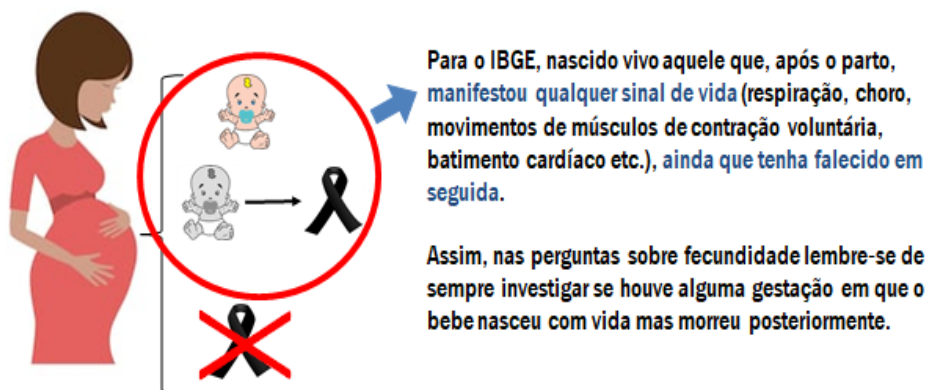 Para o IBGE, nascido vivo aquele que, após o parto,
manifestou qualquer sinal de vida (respiração, choro,
movimentos de músculos de contração voluntária,
batimento cardíaco etc.), ainda que tenha falecido em
seguida.
Assim, nas perguntas sobre fecundidade lembre-se de
sempre investigar se houve alguma gestação em que o
bebe nasceu com vida mas morreu posteriormente.